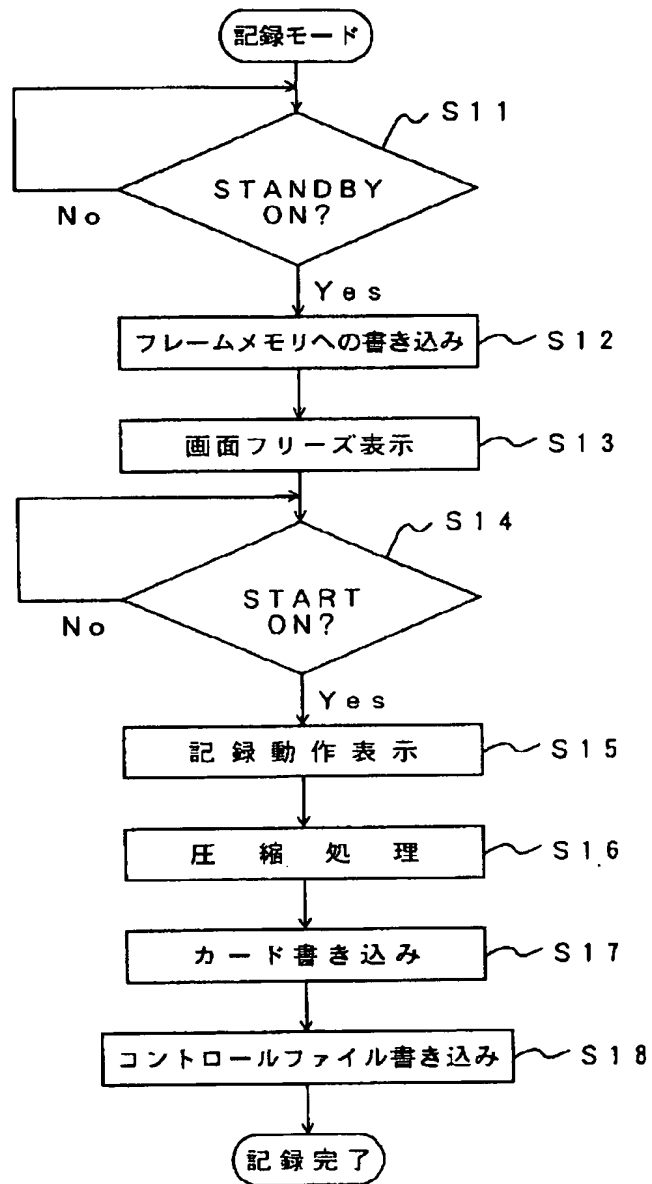 記録モード
S11
STANDBY
ON?
No
Yes
フレームメモリへの書き込み
S12
画面フリーズ表示
S13
S14
START
ON?
No
Yes
記録動作表示
S15
圧縮処理
S16
カード書き込み
S17
コントロールファイル書き込み
S18
記録完了